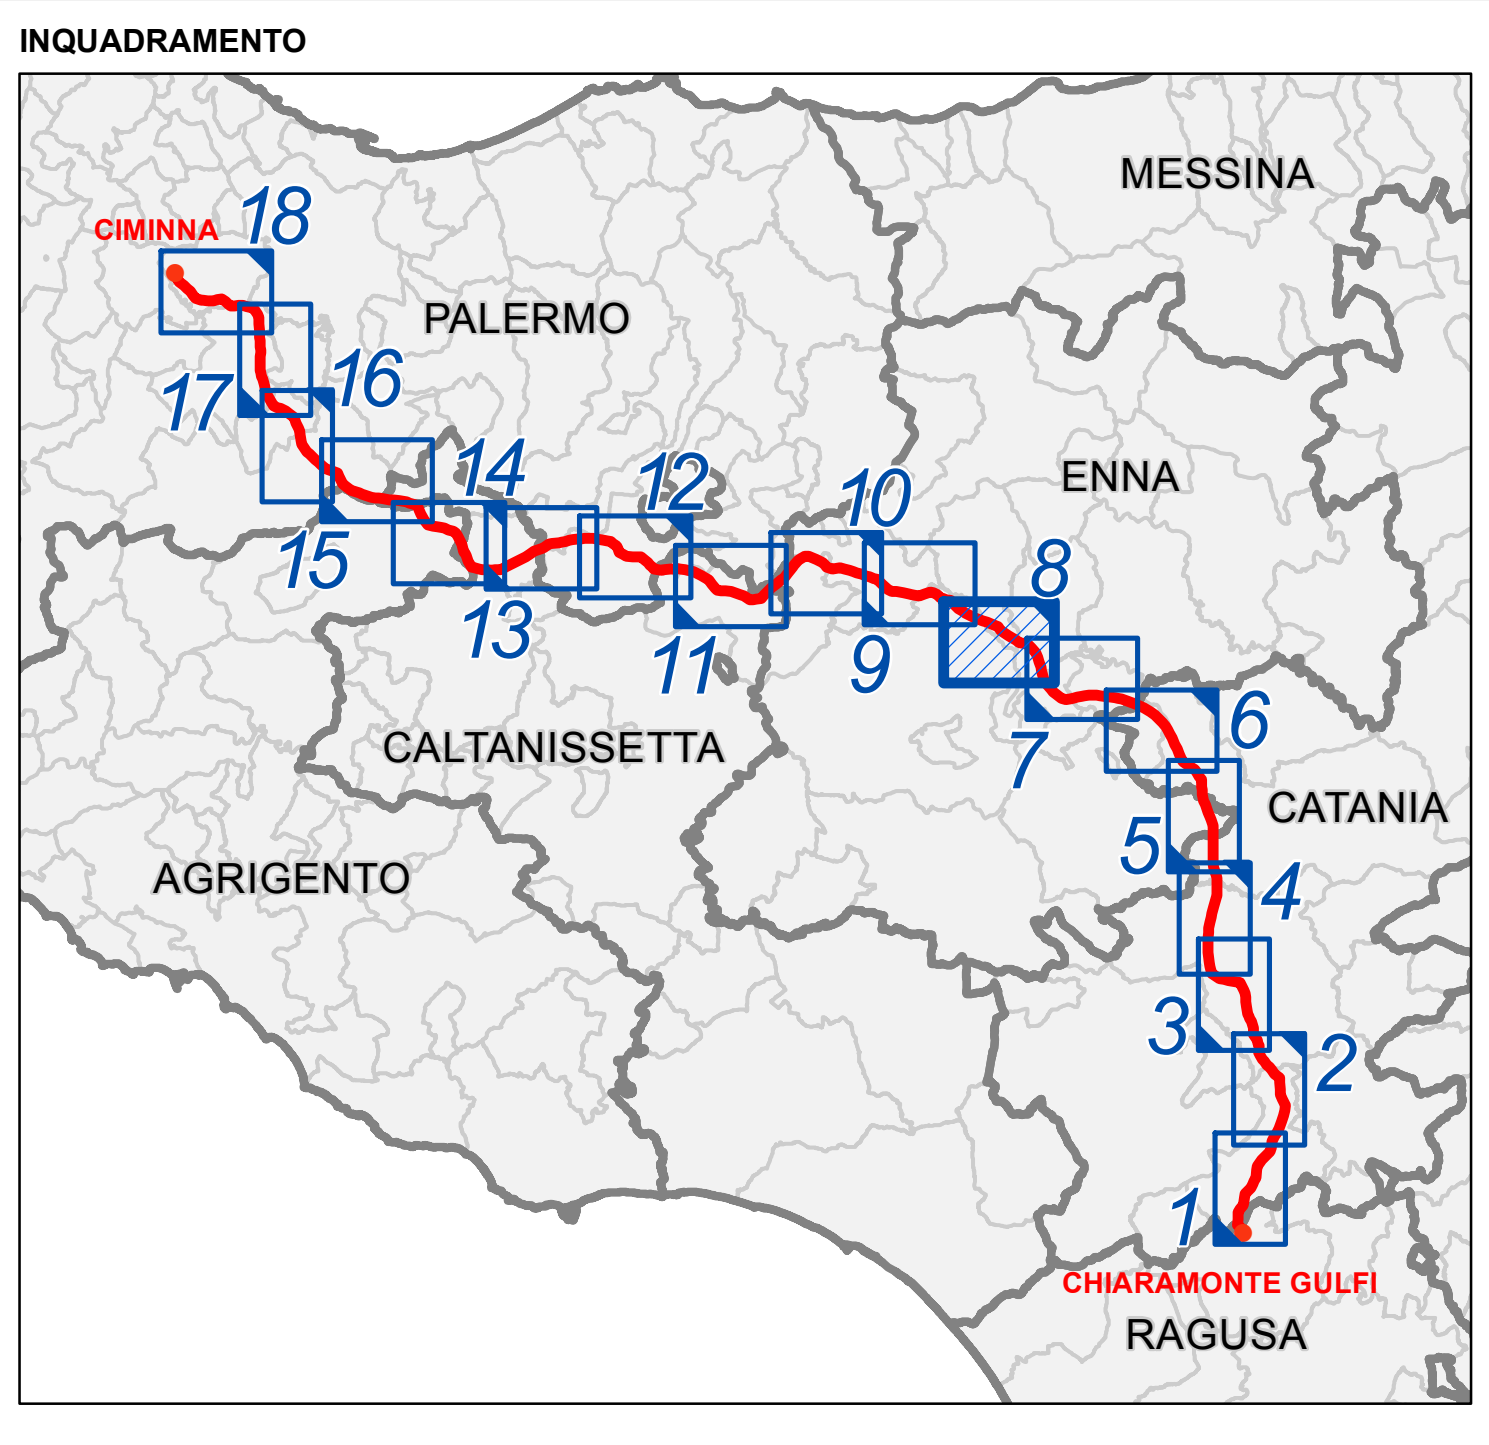 INQUADRAMENTO
MESSINA
18
CIMINNA
PALERMO
16
17
14
12
10
ENNA
15
8
13
11
9
6
CALTANISSETTA
7
CATANIA
5
AGRIGENTO
4
3
2
1
CHIARAMONTE GULFI
RAGUSA